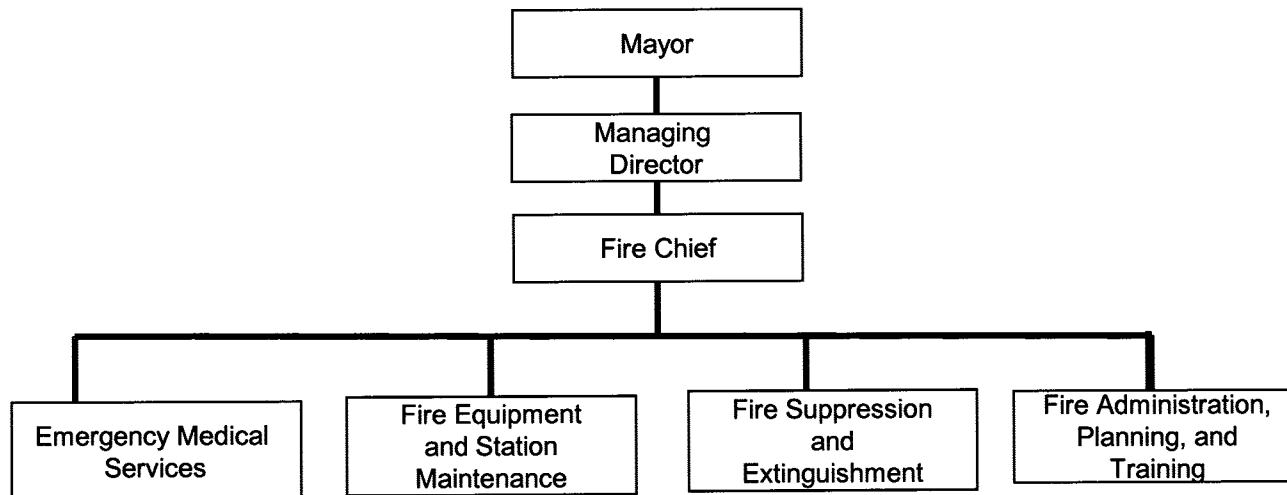 Mayor
Managing
Director
Fire Chief
Emergency Medical
Services
Fire Equipment
and Station
Maintenance
Fire Suppression
and
Extinguishment
Fire Administration,
Planning, and
Training